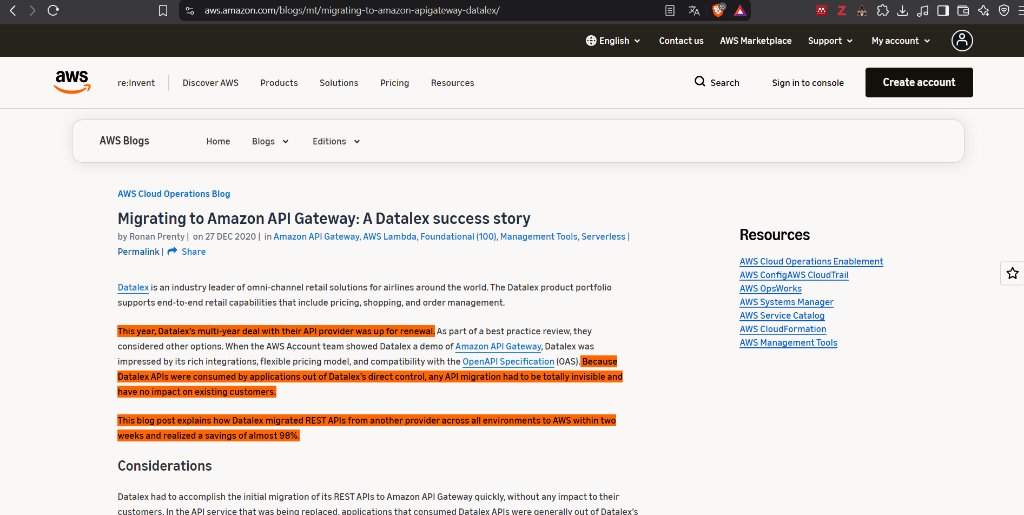 aws.amazon.com/blogs/mt/migrating-to-amazon-apigateway-datalex/
English Contact us AWS Marketplace Support My account
aws re:Invent Discover AWS Products Solutions Pricing Resources Search Sign in to console Create account
AWS Blogs Home Blogs Editions
AWS Cloud Operations Blog
Migrating to Amazon API Gateway: A Datalex success story
by Ronan Prenty | on 27 DEC 2020 | in Amazon API Gateway, AWS Lambda, Foundational (100), Management Tools, Serverless |
Permalink | Share
Datalex is an industry leader of omni-channel retail solutions for airlines around the world. The Datalex product portfolio
supports end-to-end retail capabilities that include pricing, shopping, and order management.
This year, Datalex's multi-year deal with their API provider was up for renewal. As part of a best practice review, they
considered other options. When the AWS Account team showed Datalex a demo of Amazon API Gateway, Datalex was
impressed by its rich integrations, flexible pricing model, and compatibility with the OpenAPI Specification (OAS). Because
Datalex APIs were consumed by applications out of Datalex's direct control, any API migration had to be totally invisible and
have no impact on existing customers.
This blog post explains how Datalex migrated REST APIs from another provider across all environments to AWS within two
weeks and realized a savings of almost 98%.
Considerations
Datalex had to accomplish the initial migration of its REST APIs to Amazon API Gateway quickly, without any impact to their
customers. In the API service that was being replaced, applications that consumed Datalex APIs were generally out of Datalex's
Resources
AWS Cloud Operations Enablement
AWS ConfigAWS CloudTrail
AWS OpsWorks
AWS Systems Manager
AWS Service Catalog
AWS CloudFormation
AWS Management Tools